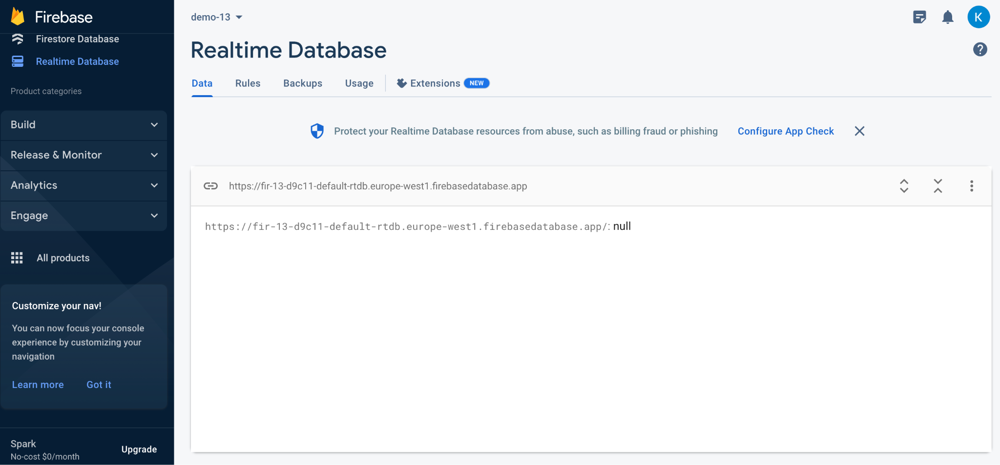 Firebase
Firestore Database
Realtime Database
Product categories
Build
Release & Monitor
Analytics
Engage
All products
Customize your nav!
You can now focus your console
experience by customizing your
navigation
Learn more Got it
Spark
No-cost $0/month
Upgrade
demo-13
K
Realtime Database
?
Data Rules Backups Usage Extensions NEW
Protect your Realtime Database resources from abuse, such as billing fraud or phishing Configure App Check
https://fir-13-d9c11-default-rtdb.europe-west1.firebasedatabase.app
https://fir-13-d9c11-default-rtdb.europe-west1.firebasedatabase.app/: null